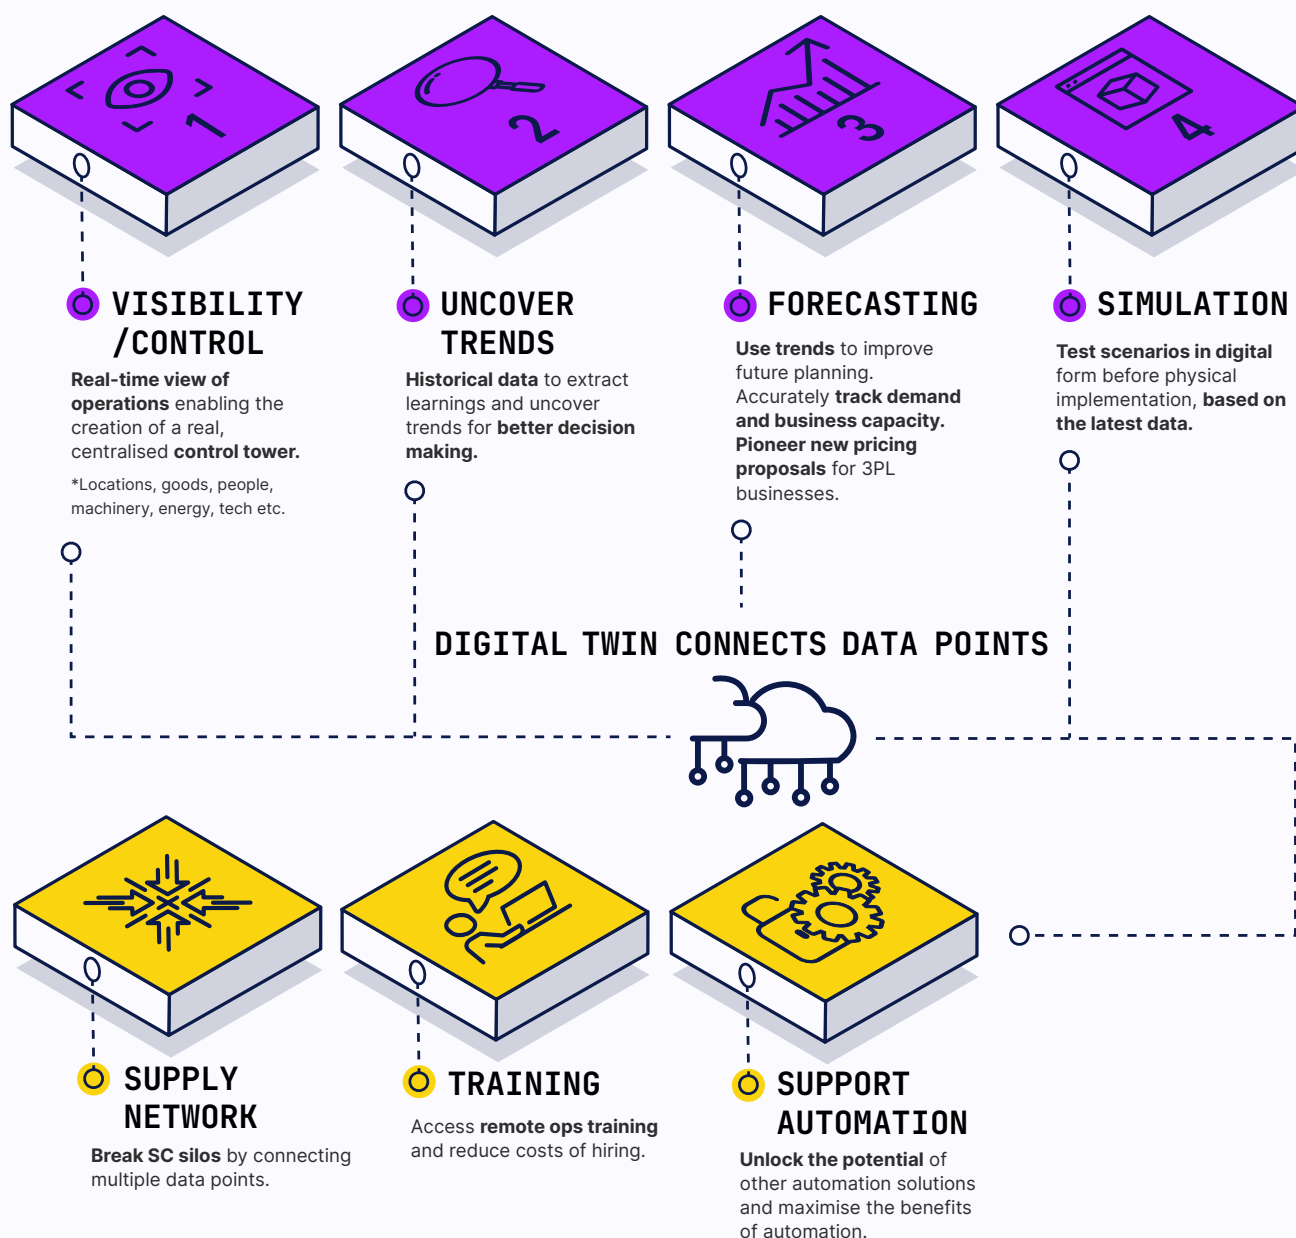 1
2
3
4
VISIBILITY
/CONTROL
Real-time view of
operations enabling the
creation of a real,
centralised control tower.
*Locations, goods, people,
machinery, energy, tech etc.
UNCOVER
TRENDS
Historical data to extract
learnings and uncover
trends for better decision
making.
FORECASTING
Use trends to improve
future planning.
Accurately track demand
and business capacity.
Pioneer new pricing
proposals for 3PL
businesses.
SIMULATION
Test scenarios in digital
form before physical
implementation, based on
the latest data.
DIGITAL TWIN CONNECTS DATA POINTS
SUPPLY
NETWORK
Break SC silos by connecting
multiple data points.
TRAINING
Access remote ops training
and reduce costs of hiring.
SUPPORT
AUTOMATION
Unlock the potential of
other automation solutions
and maximise the benefits
of automation.